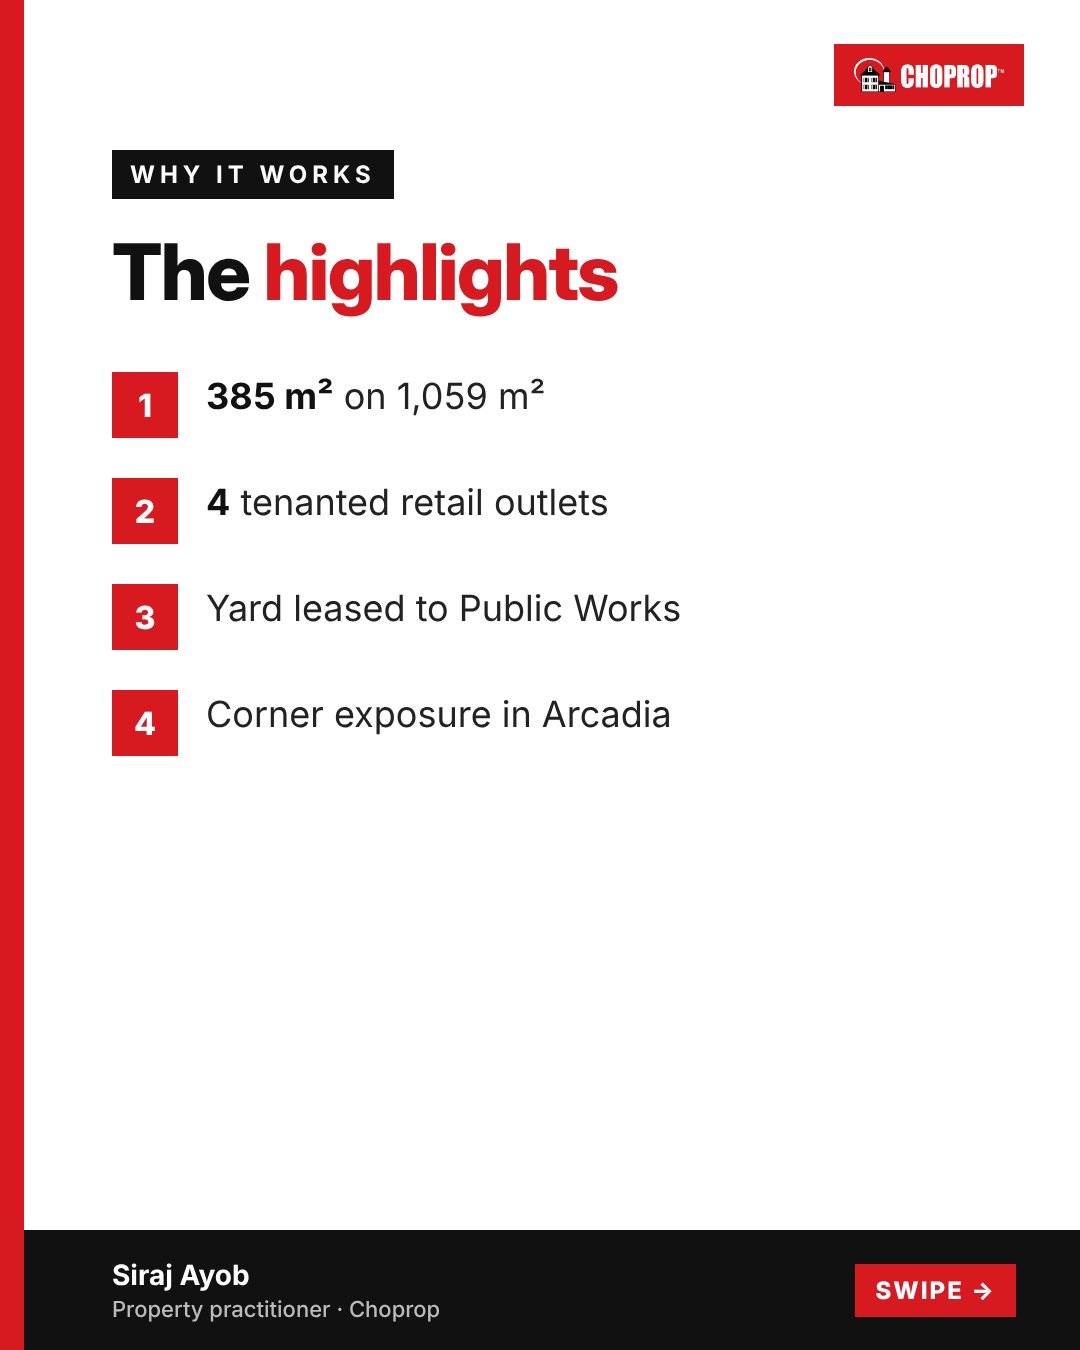 CHOPROP™
WHY IT WORKS
The highlights
1 385 m² on 1,059 m²
2 4 tenanted retail outlets
3 Yard leased to Public Works
4 Corner exposure in Arcadia
Siraj Ayob
Property practitioner · Choprop
SWIPE →